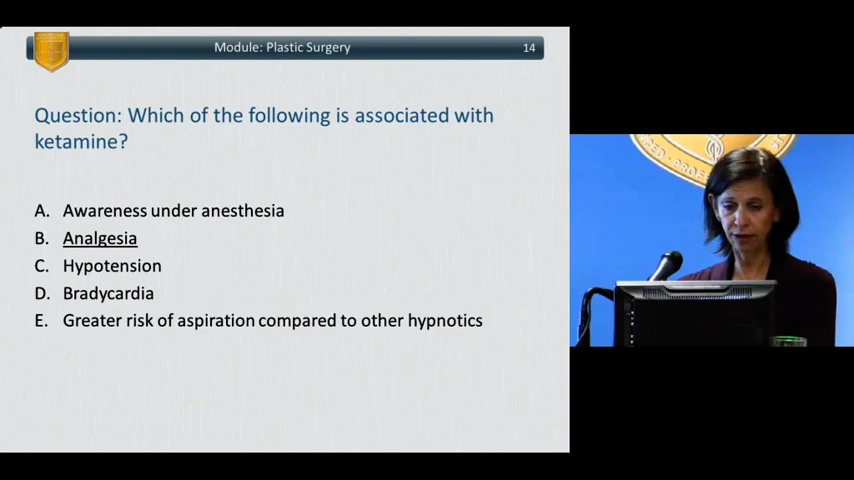 Module: Plastic Surgery
14
Question: Which of the following is associated with
ketamine?
A. Awareness under anesthesia
B. Analgesia
C. Hypotension
D. Bradycardia
E. Greater risk of aspiration compared to other hypnotics